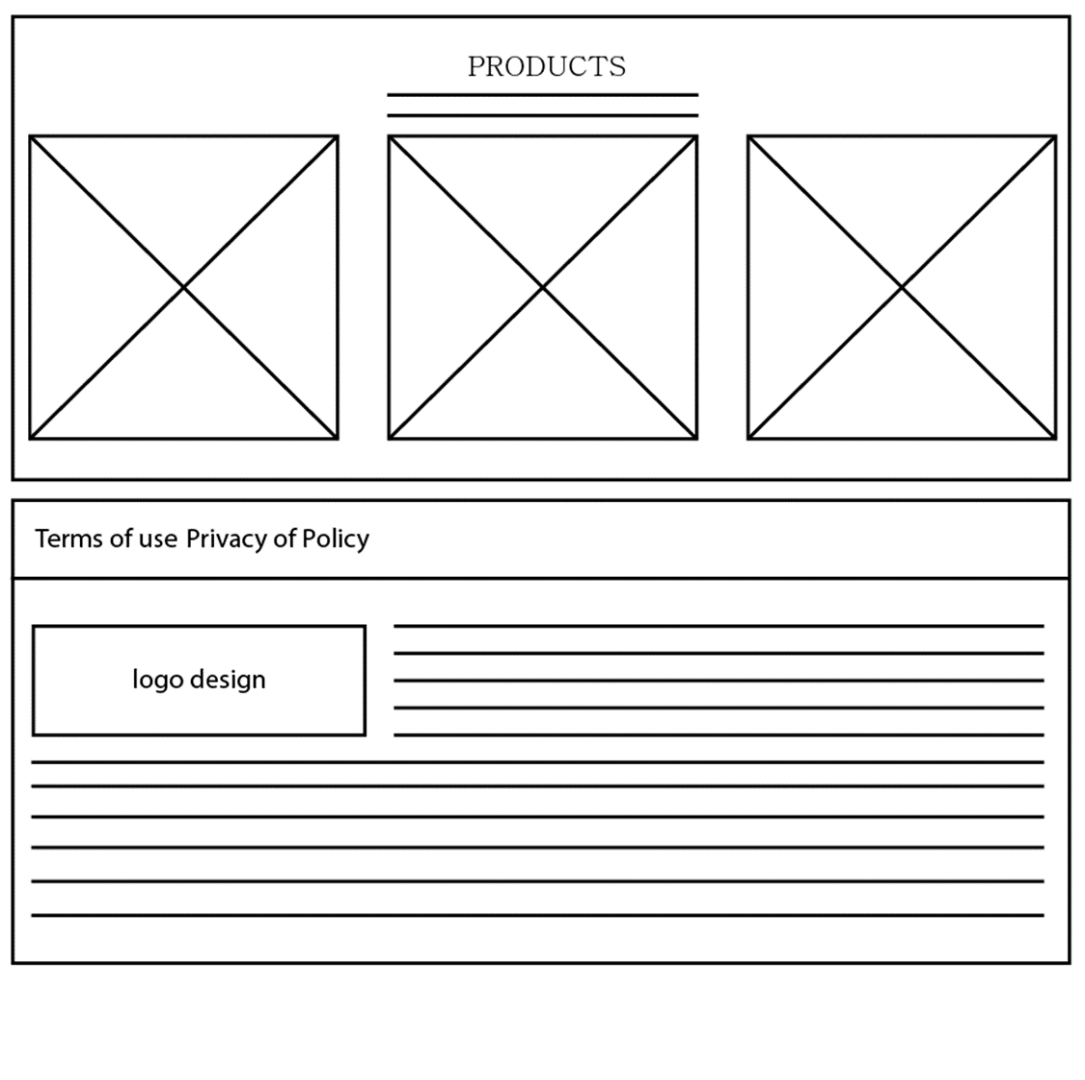 PRODUCTS
Terms of use Privacy of Policy
logo design